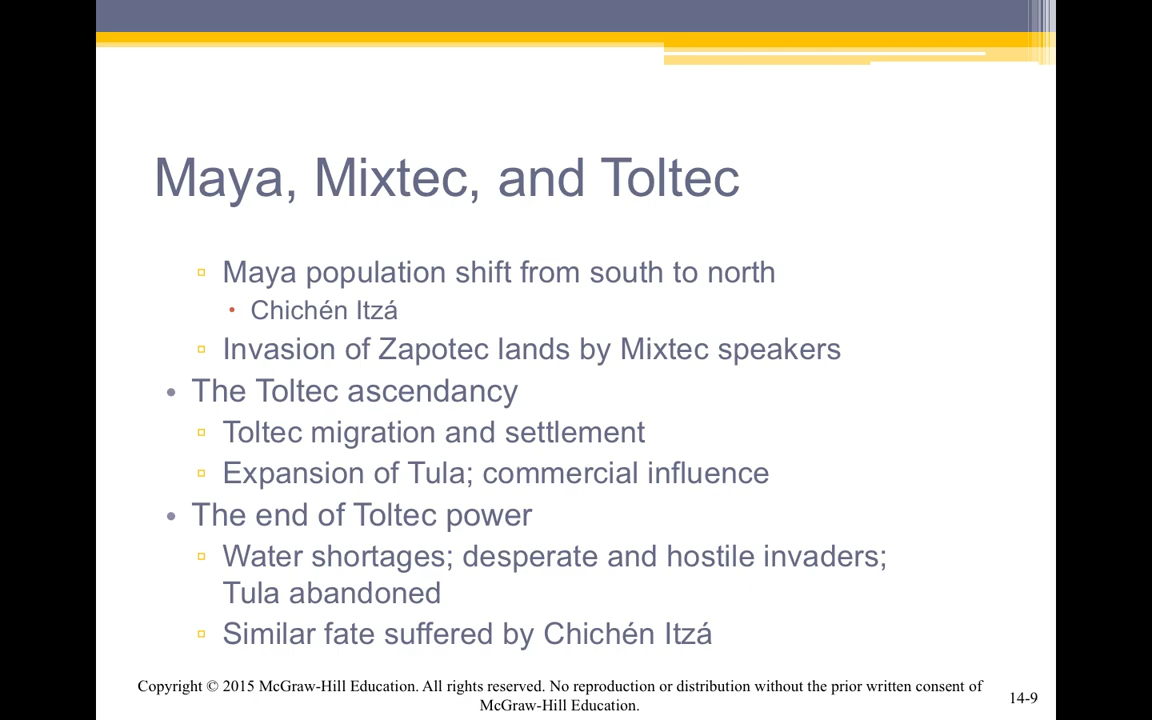 Maya, Mixtec, and Toltec
▫ Maya population shift from south to north
• Chichén Itzá
▫ Invasion of Zapotec lands by Mixtec speakers
• The Toltec ascendancy
▫ Toltec migration and settlement
▫ Expansion of Tula; commercial influence
• The end of Toltec power
▫ Water shortages; desperate and hostile invaders;
Tula abandoned
▫ Similar fate suffered by Chichén Itzá
Copyright © 2015 McGraw-Hill Education. All rights reserved. No reproduction or distribution without the prior written consent of
McGraw-Hill Education.
14-9